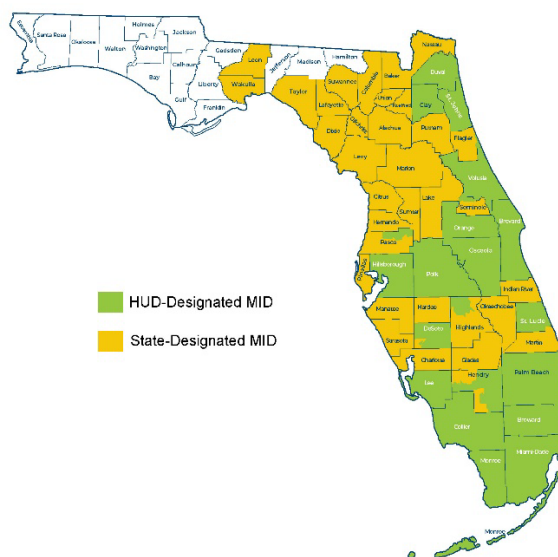 Escambia
Santa Rosa
Okaloosa
Walton
Holmes
Washington
Jackson
Bay
Calhoun
Gulf
Liberty
Gadsden
Franklin
Leon
Wakulla
Jefferson
Madison
Hamilton
Taylor
Suwannee
Lafayette
Dixie
Columbia
Gilchrist
Baker
Union
Nassau
Duval
Clay
St. Johns
Alachua
Putnam
Flagler
Levy
Marion
Volusia
Citrus
Sumter
Lake
Seminole
Hernando
Orange
Brevard
Pasco
Osceola
Pinellas
Hillsborough
Polk
Indian River
HUD-Designated MID
State-Designated MID
Manatee
Hardee
Okeechobee
St. Lucie
Highlands
DeSoto
Sarasota
Martin
Charlotte
Glades
Lee
Hendry
Palm Beach
Collier
Broward
Monroe
Miami-Dade
Monroe